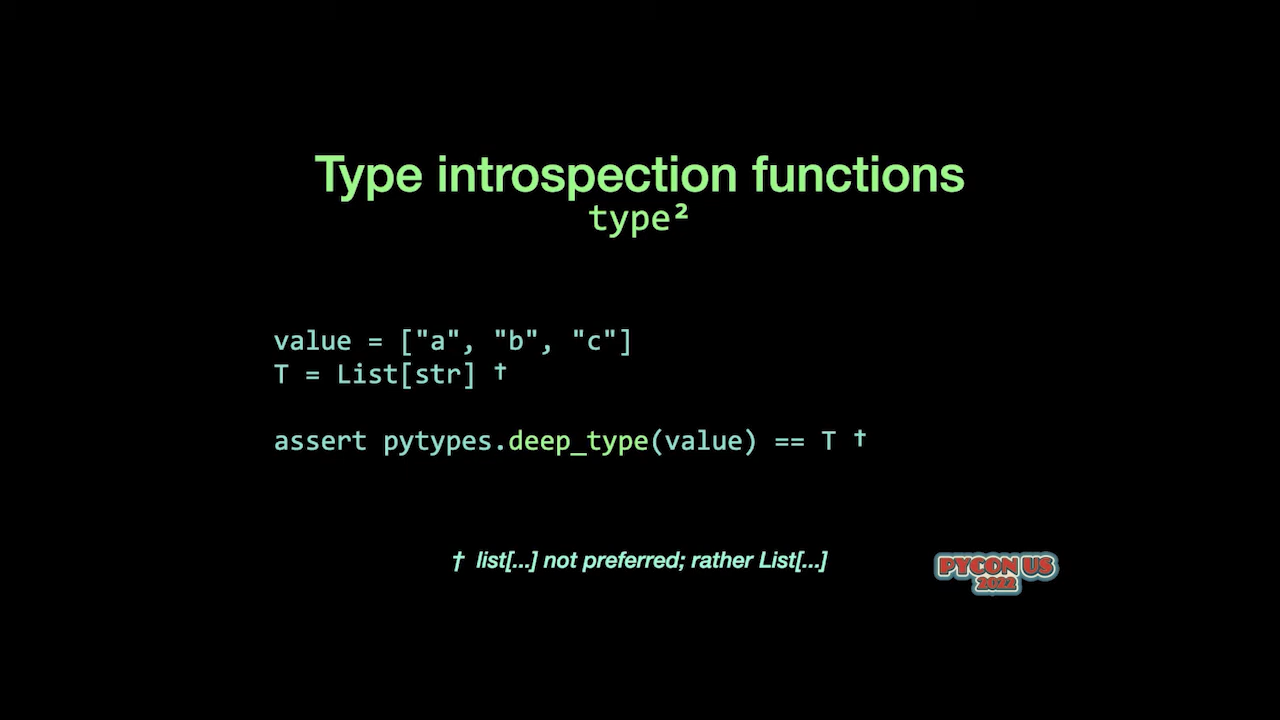 Type introspection functions
type²
value = ["a", "b", "c"]
T = List[str] †
assert pytypes.deep_type(value) == T †
† list[...] not preferred; rather List[...]
PYCON US
2022